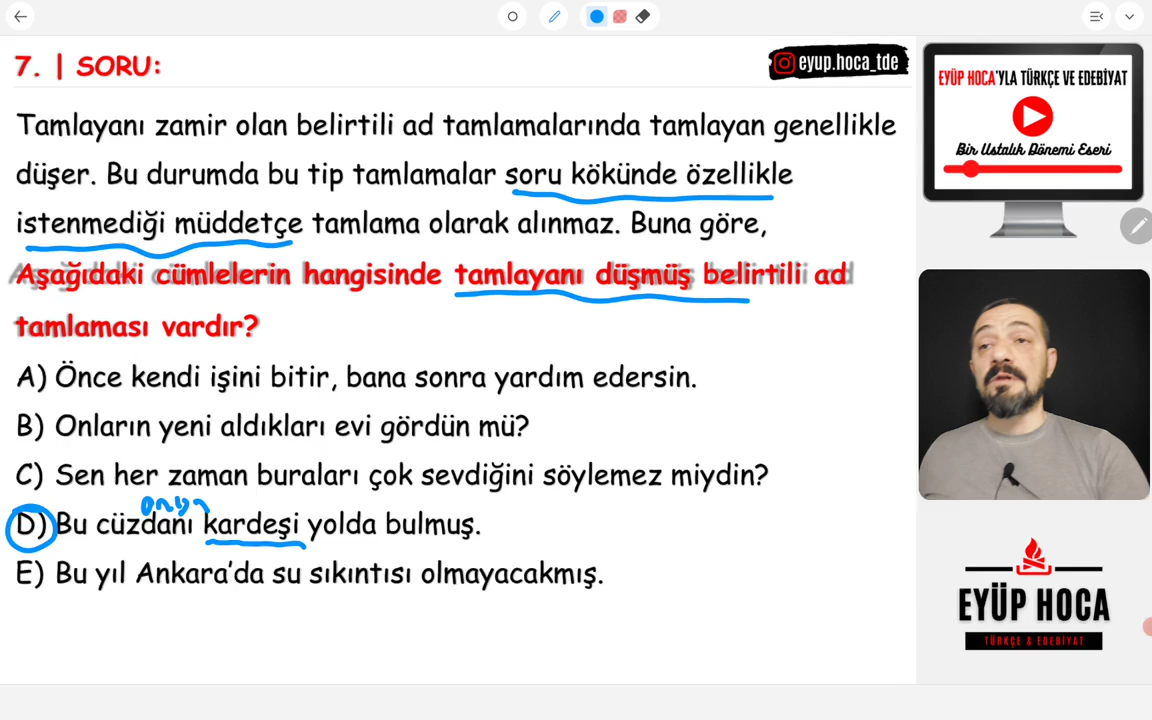 7. | SORU:
eyup.hoca_tde
Tamlayanı zamir olan belirtili ad tamlamalarında tamlayan genellikle
düşer. Bu durumda bu tip tamlamalar soru kökünde özellikle
istenmediği müddetçe tamlama olarak alınmaz. Buna göre,
Aşağıdaki cümlelerin hangisinde tamlayanı düşmüş belirtili ad
tamlaması vardır?
A) Önce kendi işini bitir, bana sonra yardım edersin.
B) Onların yeni aldıkları evi gördün mü?
C) Sen her zaman buraları çok sevdiğini söylemez miydin?
onun
D) Bu cüzdanı kardeşi yolda bulmuş.
E) Bu yıl Ankara’da su sıkıntısı olmayacakmış.
EYÜP HOCA'YLA TÜRKÇE VE EDEBİYAT
Bir Ustalık Dönemi Eseri
EYÜP HOCA
TÜRKÇE & EDEBİYAT